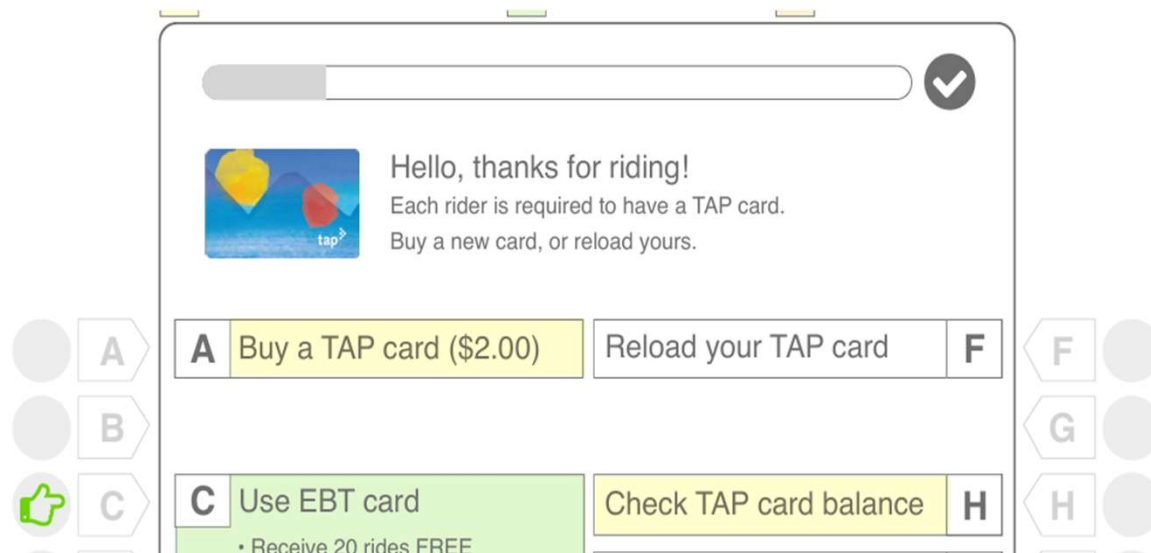 Hello, thanks for riding!
Each rider is required to have a TAP card.
Buy a new card, or reload yours.
tap
A
A Buy a TAP card ($2.00)
Reload your TAP card F
F
B
G
C
C Use EBT card
Check TAP card balance H
H
• Receive 20 rides FREE